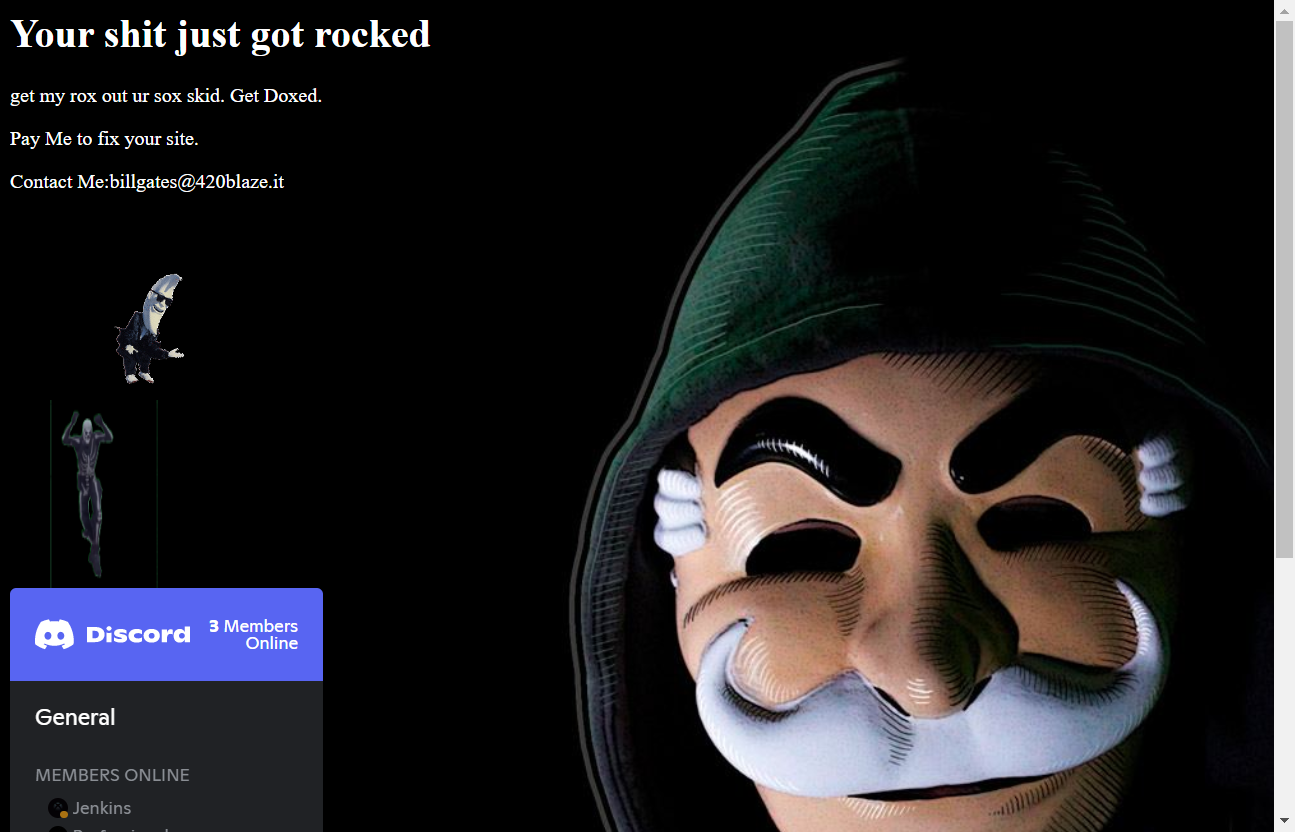 Your shit just got rocked
get my rox out ur sox skid. Get Doxed.
Pay Me to fix your site.
Contact Me:billgates@420blaze.it
Discord
3 Members
Online
General
MEMBERS ONLINE
Jenkins